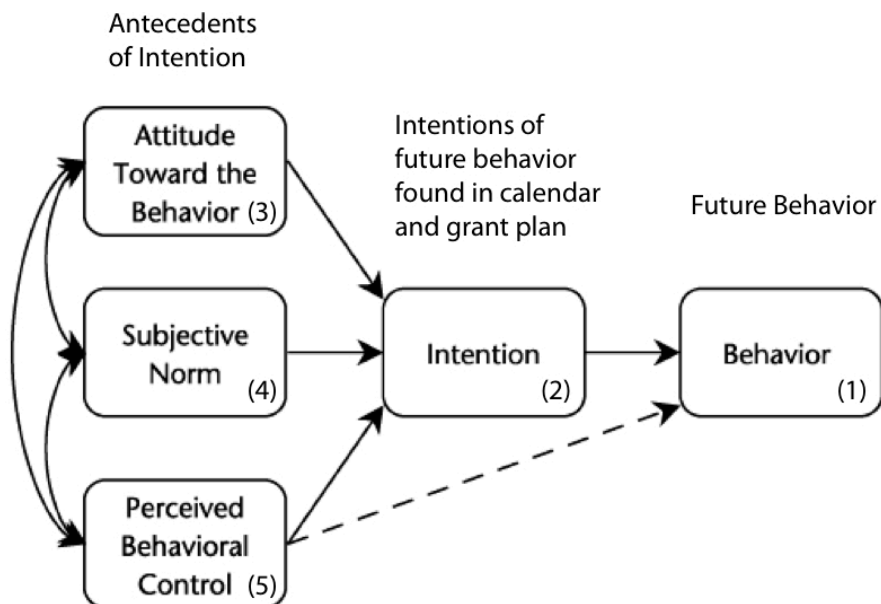 Antecedents
of Intention
Attitude
Toward the
Behavior (3)
Intentions of
future behavior
found in calendar
and grant plan
Future Behavior
Subjective
Norm
(4)
Intention
(2)
Behavior
(1)
Perceived
Behavioral
Control (5)